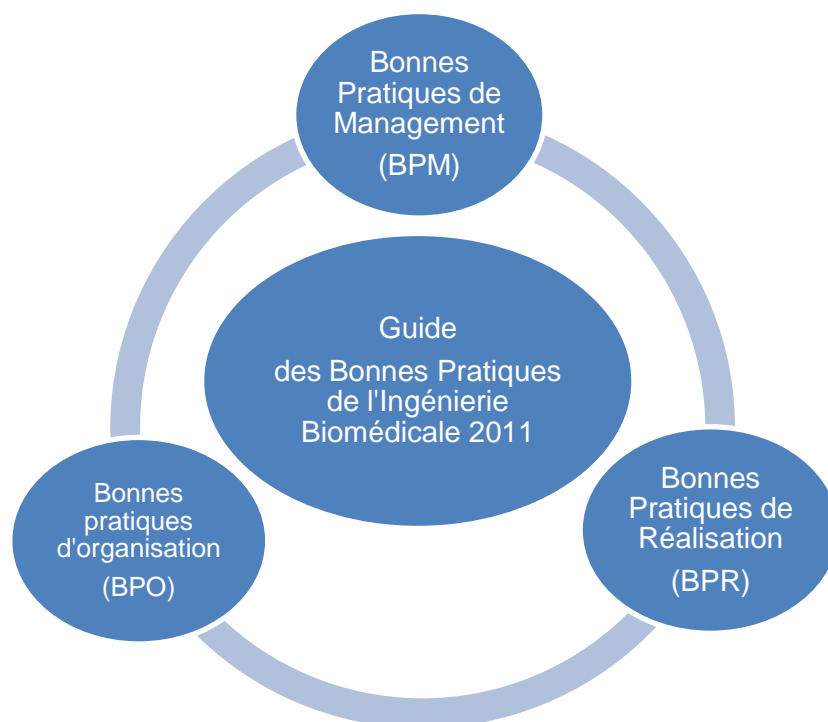 Bonnes
Pratiques de
Management
(BPM)
Guide
des Bonnes Pratiques
de l'Ingénierie
Biomédicale 2011
Bonnes
pratiques
d'organisation
(BPO)
Bonnes
Pratiques de
Réalisation
(BPR)